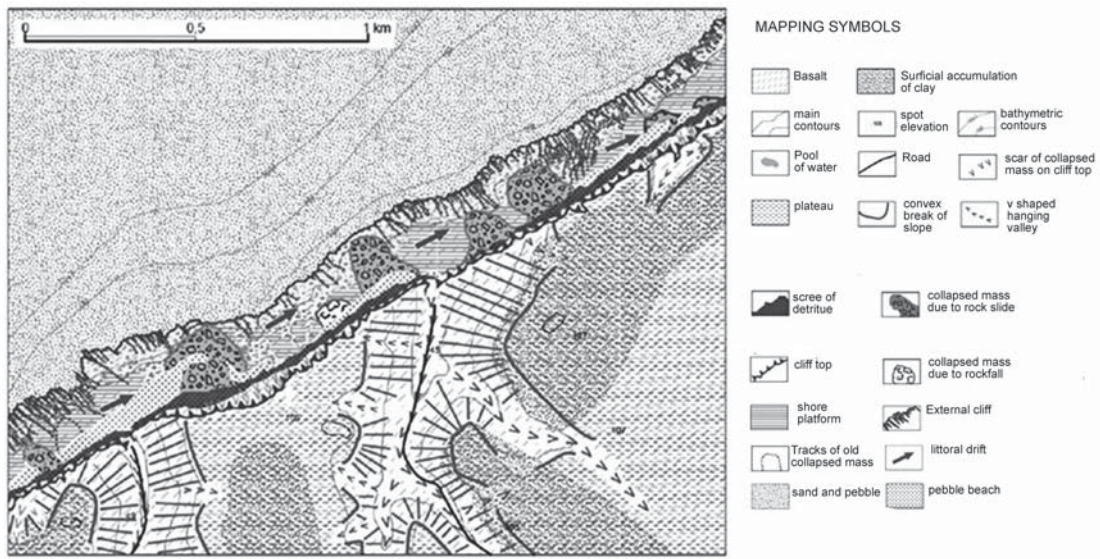 0 0,5 1 km
MAPPING SYMBOLS
Basalt
Surficial accumulation
of clay
main
contours
spot
elevation
bathymetric
contours
Pool
of water
Road
scar of collapsed
mass on cliff top
plateau
convex
break of
slope
v shaped
hanging
valley
scree of
detritue
collapsed mass
due to rock slide
cliff top
collapsed mass
due to rockfall
shore
platform
External cliff
Tracks of old
collapsed mass
littoral drift
sand and pebble
pebble beach